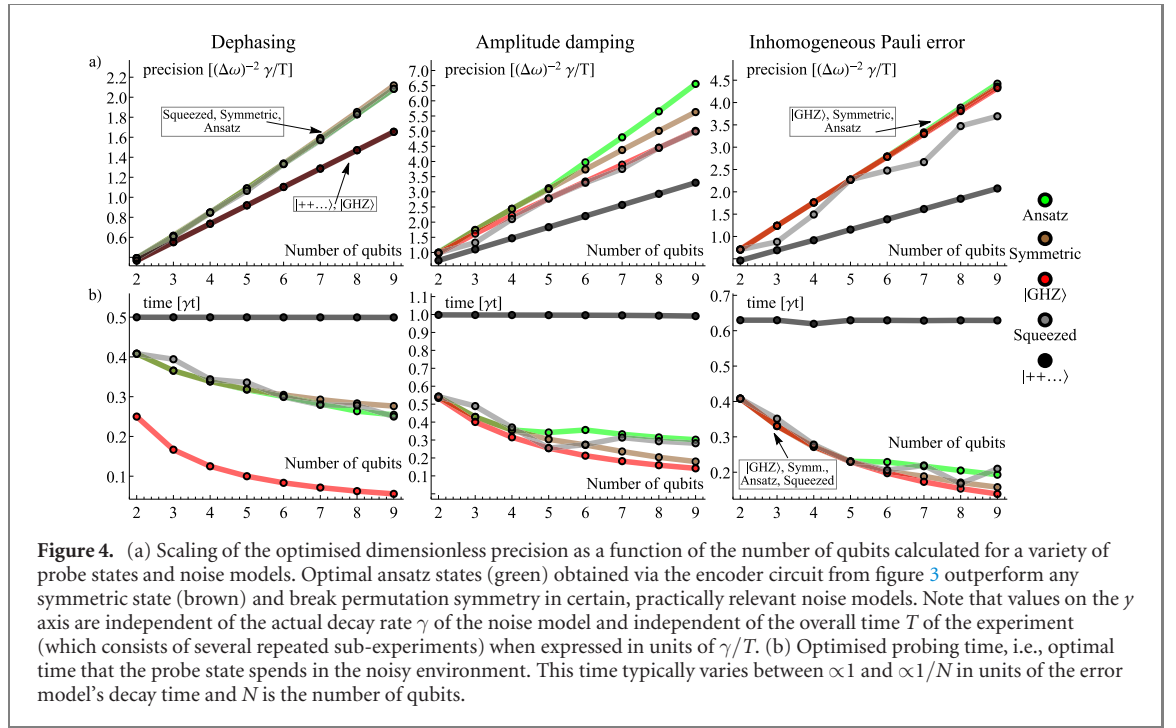 Dephasing
Amplitude damping
Inhomogeneous Pauli error
a)
precision [(Δω)⁻² γ/T]
2.2
2.0
1.8
1.6
1.4
1.2
1.0
0.8
0.6
Squeezed, Symmetric,
Ansatz
|++…⟩, |GHZ⟩
Number of qubits
2 3 4 5 6 7 8 9
precision [(Δω)⁻² γ/T]
7.0
6.5
6.0
5.5
5.0
4.5
4.0
3.5
3.0
2.5
2.0
1.5
1.0
Number of qubits
2 3 4 5 6 7 8 9
precision [(Δω)⁻² γ/T]
4.5
4.0
3.5
3.0
2.5
2.0
1.5
1.0
|GHZ⟩, Symmetric,
Ansatz
Number of qubits
2 3 4 5 6 7 8 9
b)
time [γt]
0.5
0.4
0.3
0.2
0.1
Number of qubits
2 3 4 5 6 7 8 9
time [γt]
1.1
1.0
0.9
0.8
0.7
0.6
0.5
0.4
0.3
0.2
0.1
Number of qubits
2 3 4 5 6 7 8 9
time [γt]
0.7
0.6
0.5
0.4
0.3
0.2
Number of qubits
|GHZ⟩, Symm.,
Ansatz, Squeezed
2 3 4 5 6 7 8 9
Ansatz
Symmetric
|GHZ⟩
Squeezed
|++…⟩
Figure 4. (a) Scaling of the optimised dimensionless precision as a function of the number of qubits calculated for a variety of
probe states and noise models. Optimal ansatz states (green) obtained via the encoder circuit from figure 3 outperform any
symmetric state (brown) and break permutation symmetry in certain, practically relevant noise models. Note that values on the y
axis are independent of the actual decay rate γ of the noise model and independent of the overall time T of the experiment
(which consists of several repeated sub-experiments) when expressed in units of γ/T. (b) Optimised probing time, i.e., optimal
time that the probe state spends in the noisy environment. This time typically varies between ∝1 and ∝1/N in units of the error
model's decay time and N is the number of qubits.